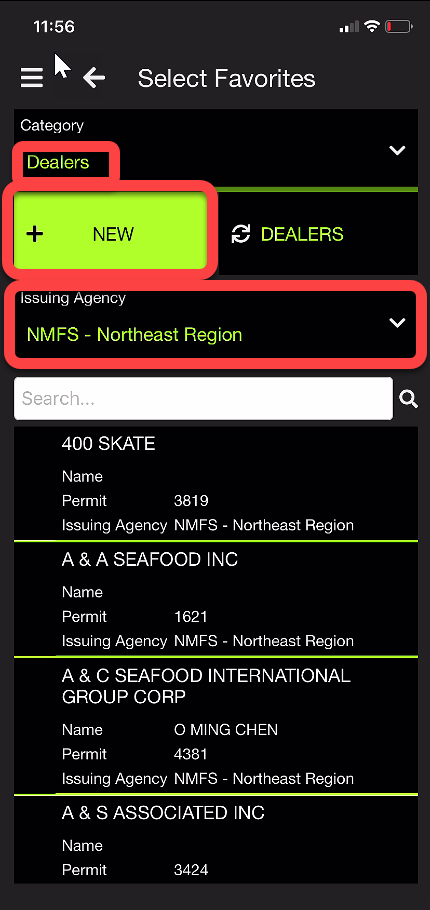 11:56
Select Favorites
Category
Dealers
NEW
DEALERS
Issuing Agency
NMFS - Northeast Region
Search...
400 SKATE
Name
Permit 3819
Issuing Agency NMFS - Northeast Region
A & A SEAFOOD INC
Name
Permit 1621
Issuing Agency NMFS - Northeast Region
A & C SEAFOOD INTERNATIONAL
GROUP CORP
Name O MING CHEN
Permit 4381
Issuing Agency NMFS - Northeast Region
A & S ASSOCIATED INC
Name
Permit 3424